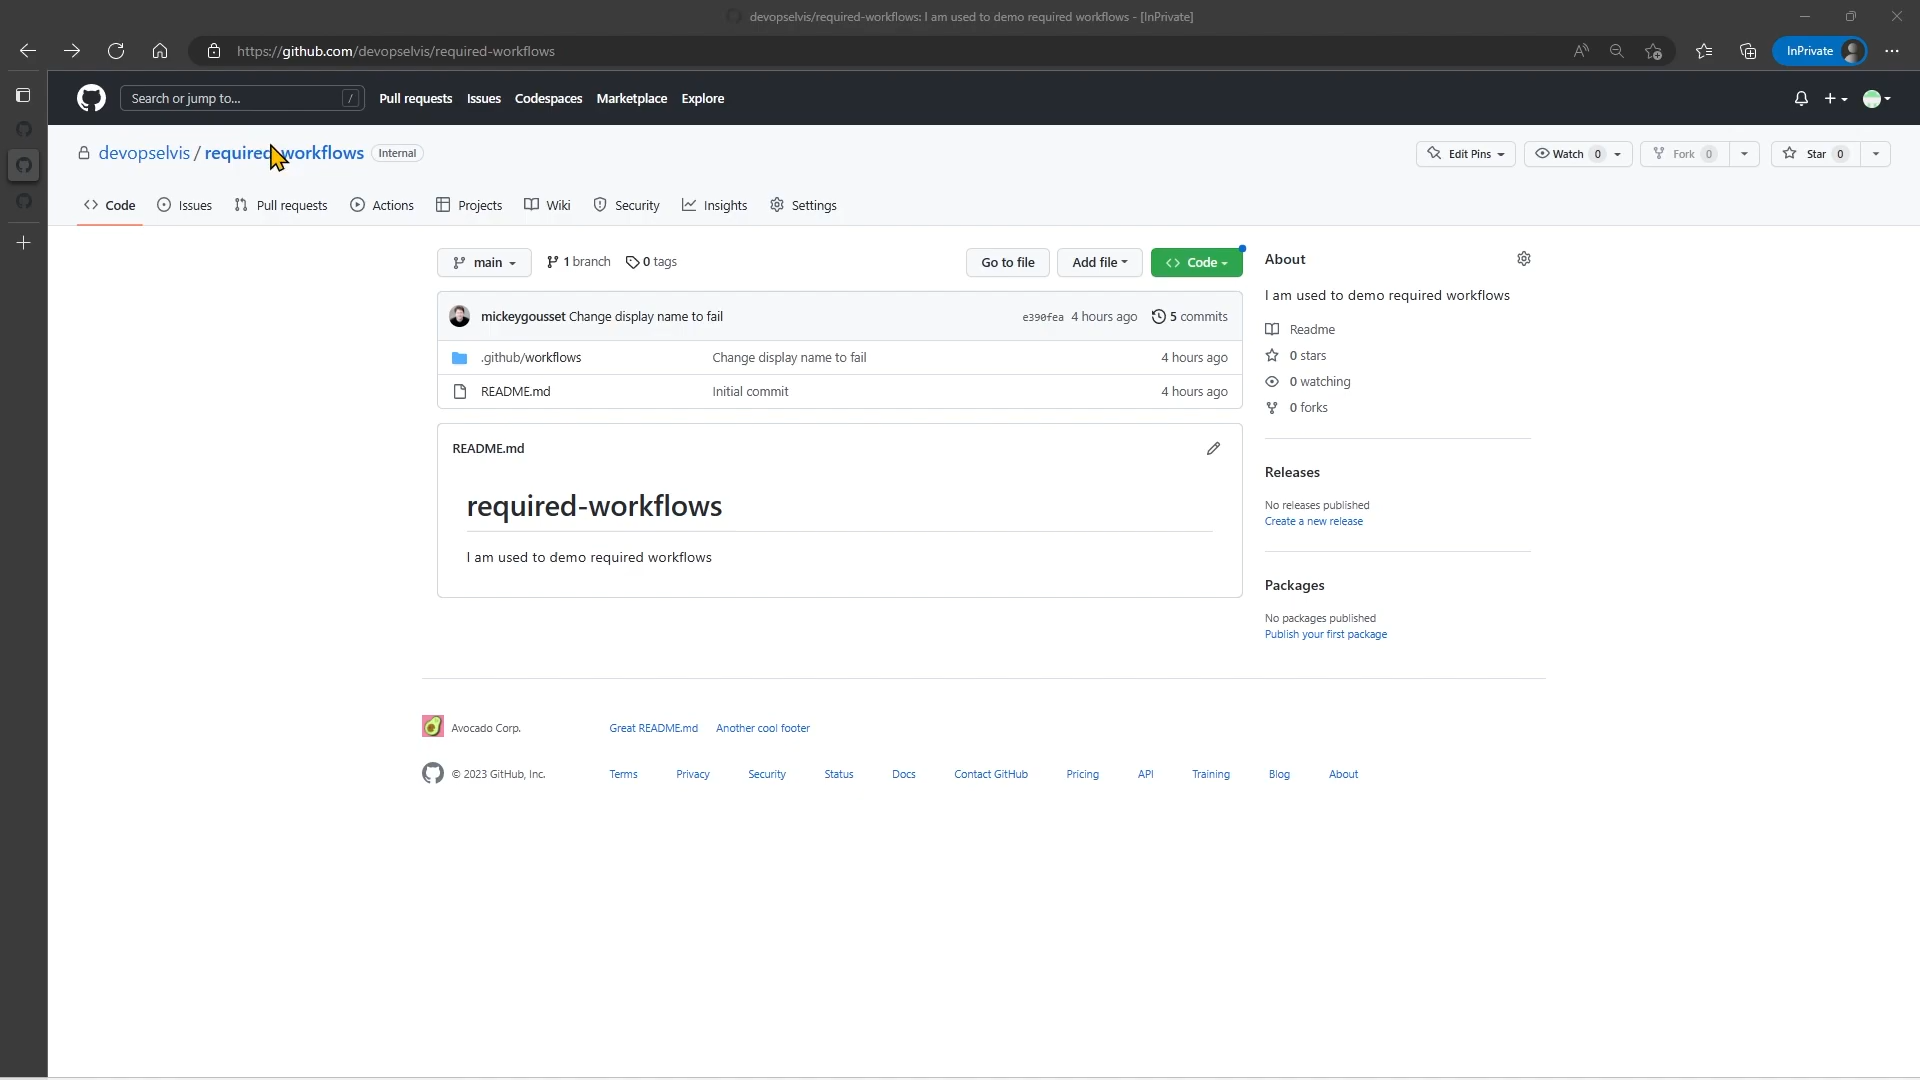 devopselvis/required-workflows: I am used to demo required workflows - [InPrivate]
https://github.com/devopselvis/required-workflows
InPrivate
Search or jump to... /
Pull requests Issues Codespaces Marketplace Explore
devopselvis / required-workflows Internal
Edit Pins Watch 0 Fork 0 Star 0
Code Issues Pull requests Actions Projects Wiki Security Insights Settings
main 1 branch 0 tags Go to file Add file Code
mickeygousset Change display name to fail e390fea 4 hours ago 5 commits
.github/workflows Change display name to fail 4 hours ago
README.md Initial commit 4 hours ago
README.md
required-workflows
I am used to demo required workflows
About
I am used to demo required workflows
Readme
0 stars
0 watching
0 forks
Releases
No releases published
Create a new release
Packages
No packages published
Publish your first package
Avocado Corp. Great README.md Another cool footer
© 2023 GitHub, Inc. Terms Privacy Security Status Docs Contact GitHub Pricing API Training Blog About